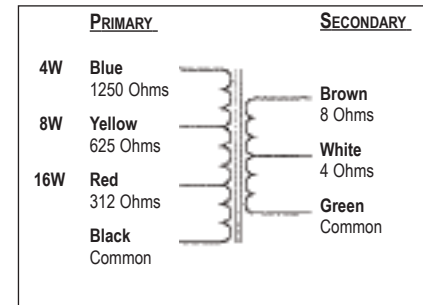 PRIMARY
SECONDARY
4W Blue
1250 Ohms
8W Yellow
625 Ohms
16W Red
312 Ohms
Black
Common
Brown
8 Ohms
White
4 Ohms
Green
Common